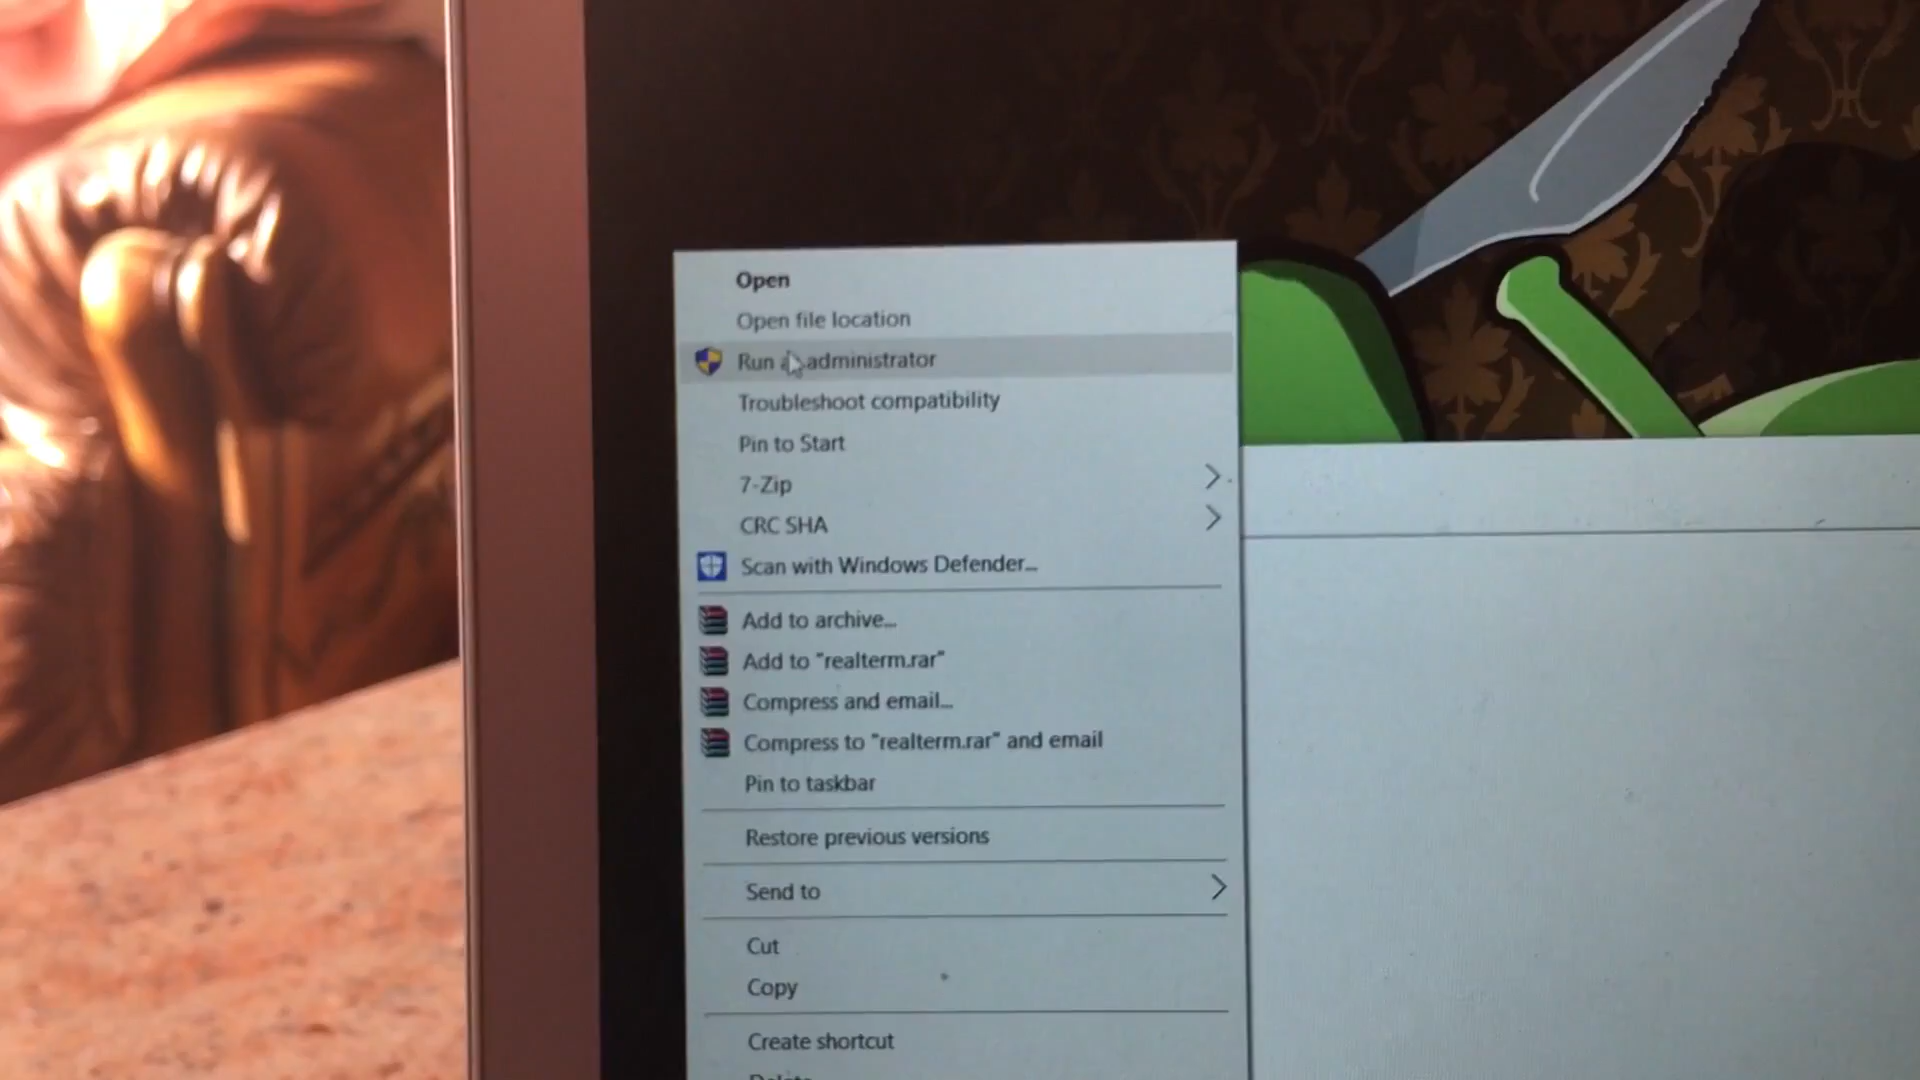 Open
Open file location
Run administrator
Troubleshoot compatibility
Pin to Start
7-Zip
CRC SHA
Scan with Windows Defender...
Add to archive...
Add to "realterm.rar"
Compress and email...
Compress to "realterm.rar" and email
Pin to taskbar
Restore previous versions
Send to
Cut
Copy
Create shortcut